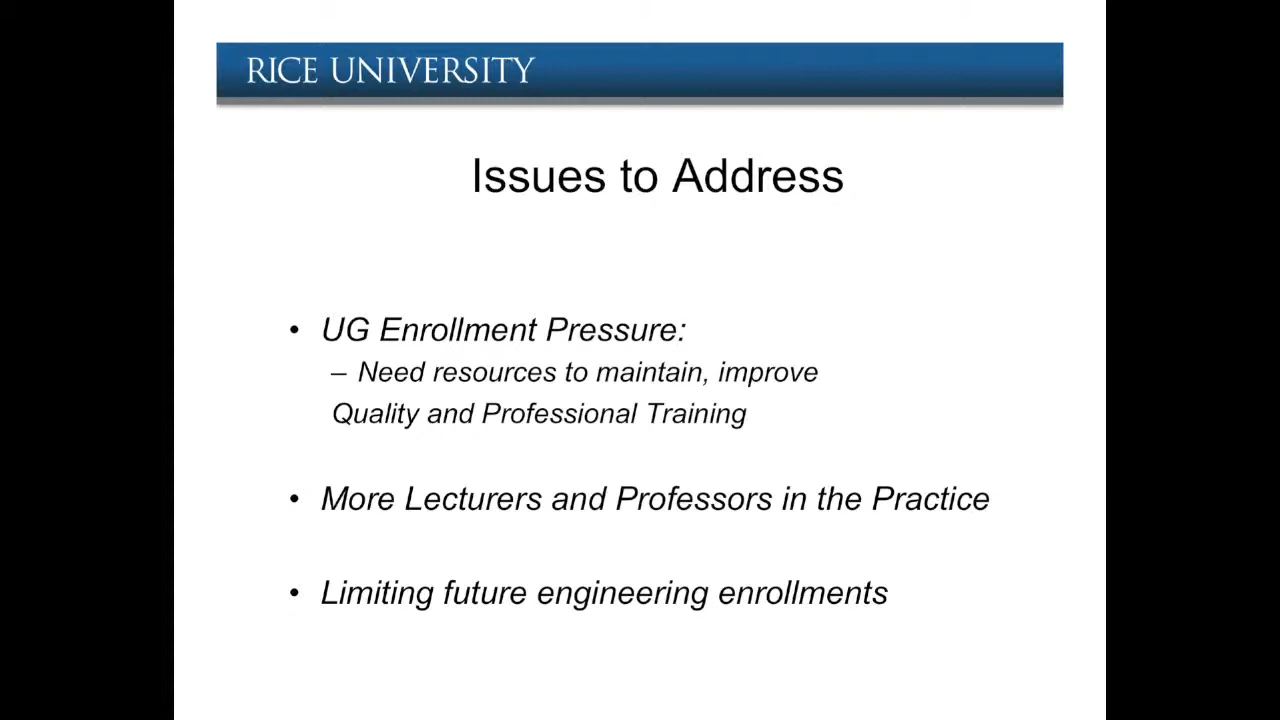 RICE UNIVERSITY
Issues to Address
• UG Enrollment Pressure:
– Need resources to maintain, improve
Quality and Professional Training
• More Lecturers and Professors in the Practice
• Limiting future engineering enrollments